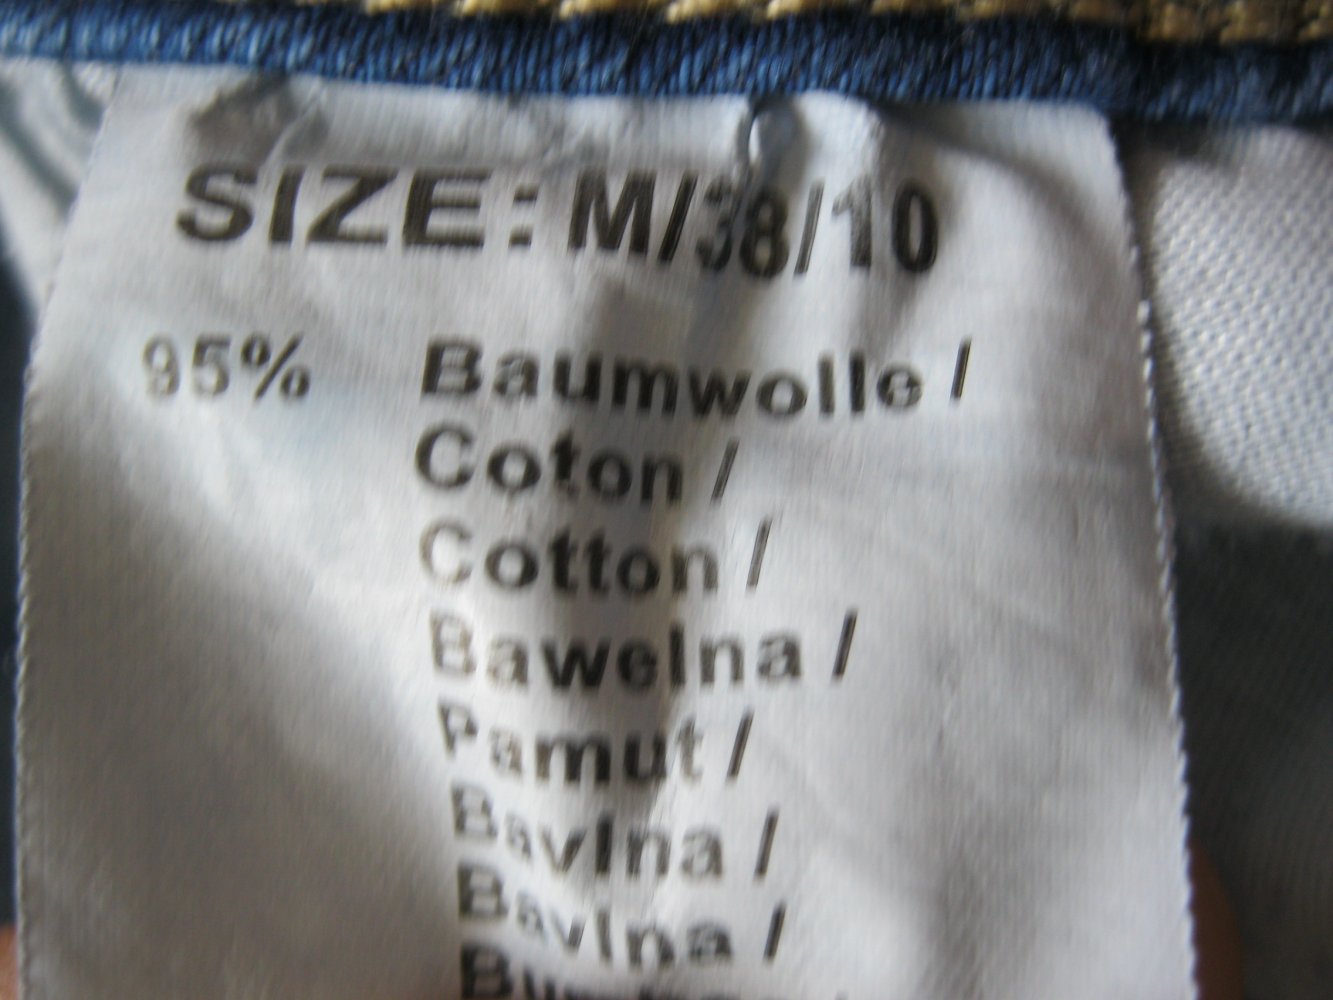 SIZE: M/38/10
95% Baumwolle /
Coton /
Cotton /
Bawelna /
Pamut /
Bavlna /
Bavlna /